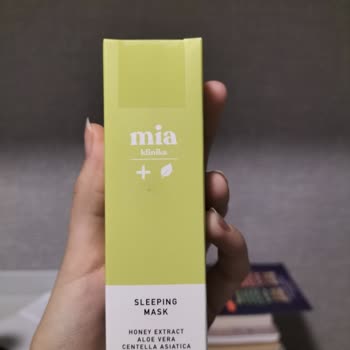 mia
klinika
SLEEPING
MASK
HONEY EXTRACT
ALOE VERA
CENTELLA ASIATICA